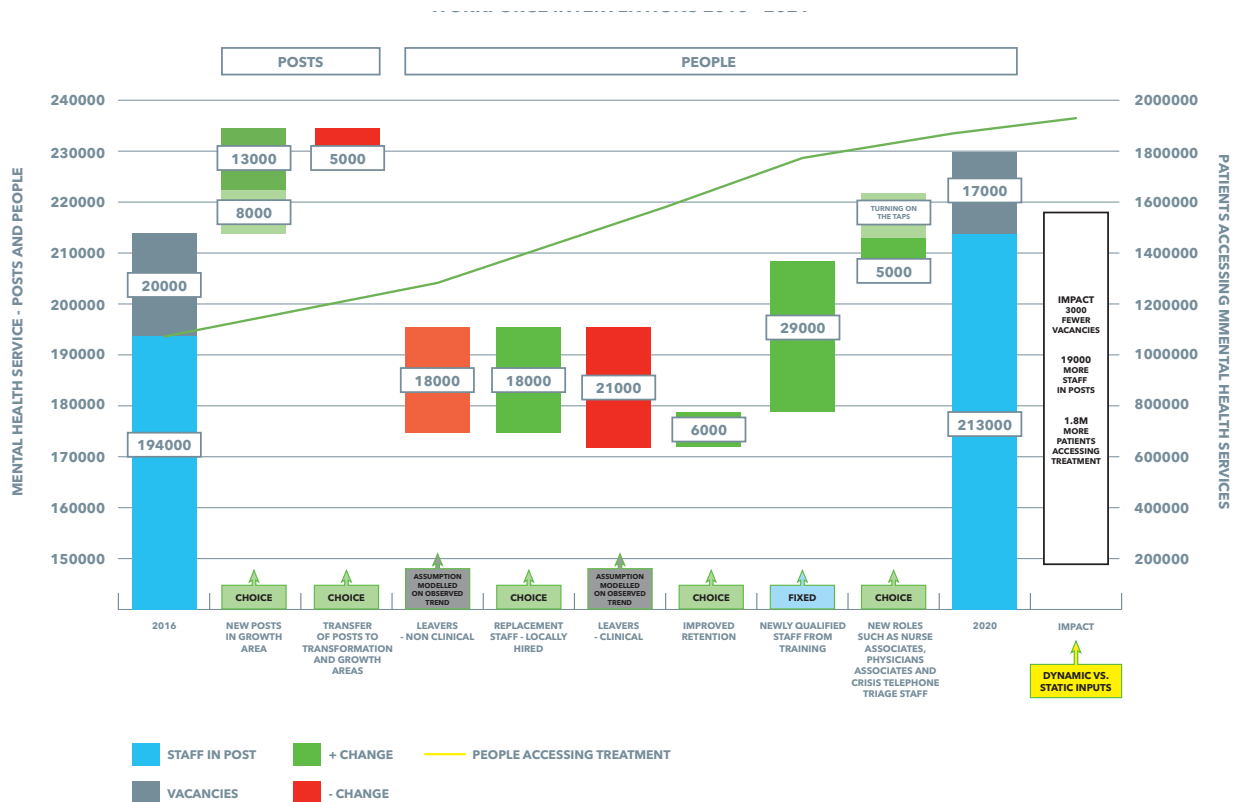 POSTS
PEOPLE
240000
230000
220000
210000
200000
190000
180000
170000
160000
150000
MENTAL HEALTH SERVICE - POSTS AND PEOPLE
2000000
1800000
1600000
1400000
1200000
1000000
800000
600000
400000
200000
PATIENTS ACCESSING MMENTAL HEALTH SERVICES
20000
194000
13000
8000
5000
18000
18000
21000
6000
29000
TURNING ON
THE TAPS
5000
17000
213000
IMPACT
3000
FEWER
VACANCIES
19000
MORE
STAFF
IN POSTS
1.8M
MORE
PATIENTS
ACCESSING
TREATMENT
CHOICE
CHOICE
ASSUMPTION
MODELLED
ON OBSERVED
TREND
CHOICE
ASSUMPTION
MODELLED
ON OBSERVED
TREND
CHOICE
FIXED
CHOICE
2016
NEW POSTS
IN GROWTH
AREA
TRANSFER
OF POSTS TO
TRANSFORMATION
AND GROWTH
AREAS
LEAVERS
- NON CLINICAL
REPLACEMENT
STAFF - LOCALLY
HIRED
LEAVERS
- CLINICAL
IMPROVED
RETENTION
NEWLY QUALIFIED
STAFF FROM
TRAINING
NEW ROLES
SUCH AS NURSE
ASSOCIATES,
PHYSICIANS
ASSOCIATES AND
CRISIS TELEPHONE
TRIAGE STAFF
2020
IMPACT
DYNAMIC VS.
STATIC INPUTS
STAFF IN POST
+ CHANGE
PEOPLE ACCESSING TREATMENT
VACANCIES
- CHANGE